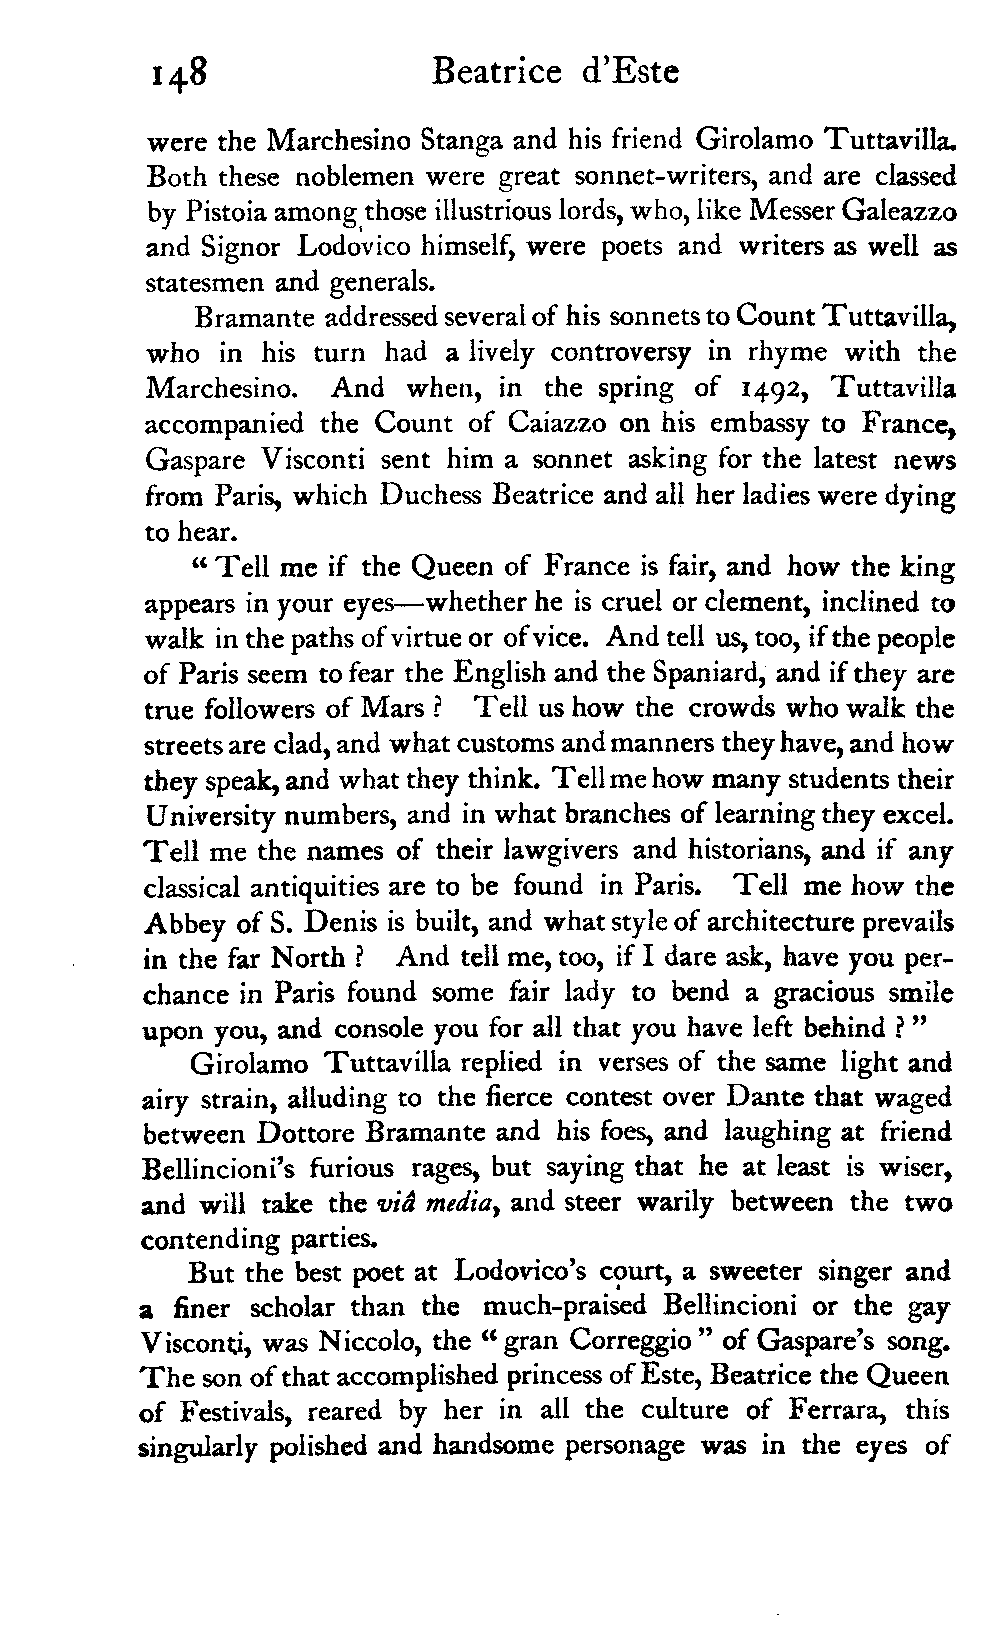 148 Beatrice d'Este
were the Marchesino Stanga and his friend Girolamo Tuttavilla.
Both these noblemen were great sonnet-writers, and are classed
by Pistoia among those illustrious lords, who, like Messer Galeazzo
and Signor Lodovico himself, were poets and writers as well as
statesmen and generals.
Bramante addressed several of his sonnets to Count Tuttavilla,
who in his turn had a lively controversy in rhyme with the
Marchesino. And when, in the spring of 1492, Tuttavilla
accompanied the Count of Caiazzo on his embassy to France,
Gaspare Visconti sent him a sonnet asking for the latest news
from Paris, which Duchess Beatrice and all her ladies were dying
to hear.
“ Tell me if the Queen of France is fair, and how the king
appears in your eyes—whether he is cruel or clement, inclined to
walk in the paths of virtue or of vice. And tell us, too, if the people
of Paris seem to fear the English and the Spaniard, and if they are
true followers of Mars ? Tell us how the crowds who walk the
streets are clad, and what customs and manners they have, and how
they speak, and what they think. Tell me how many students their
University numbers, and in what branches of learning they excel.
Tell me the names of their lawgivers and historians, and if any
classical antiquities are to be found in Paris. Tell me how the
Abbey of S. Denis is built, and what style of architecture prevails
in the far North ? And tell me, too, if I dare ask, have you per-
chance in Paris found some fair lady to bend a gracious smile
upon you, and console you for all that you have left behind ? ”
Girolamo Tuttavilla replied in verses of the same light and
airy strain, alluding to the fierce contest over Dante that waged
between Dottore Bramante and his foes, and laughing at friend
Bellincioni's furious rages, but saying that he at least is wiser,
and will take the viâ media, and steer warily between the two
contending parties.
But the best poet at Lodovico's court, a sweeter singer and
a finer scholar than the much-praised Bellincioni or the gay
Visconti, was Niccolo, the “ gran Correggio ” of Gaspare's song.
The son of that accomplished princess of Este, Beatrice the Queen
of Festivals, reared by her in all the culture of Ferrara, this
singularly polished and handsome personage was in the eyes of